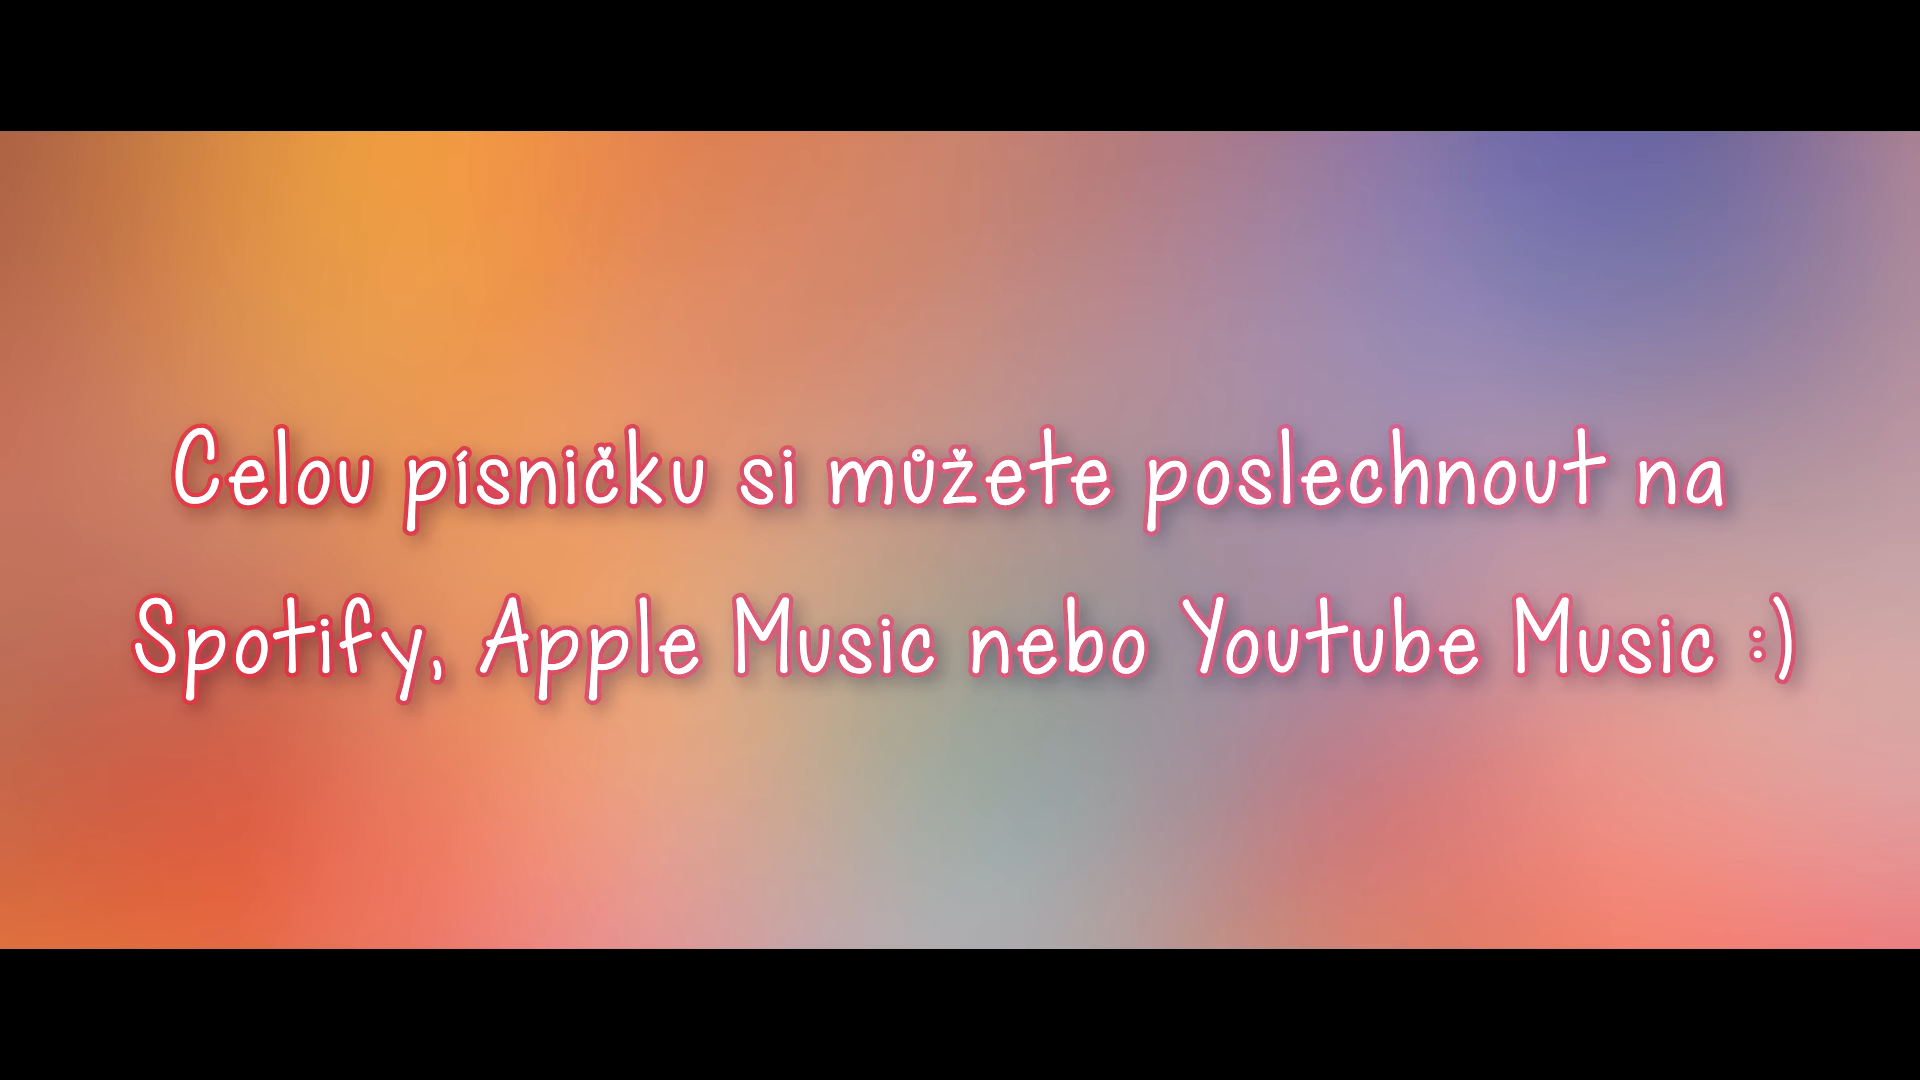 Celou písničku si můžete poslechnout na
Spotify, Apple Music nebo Youtube Music :)